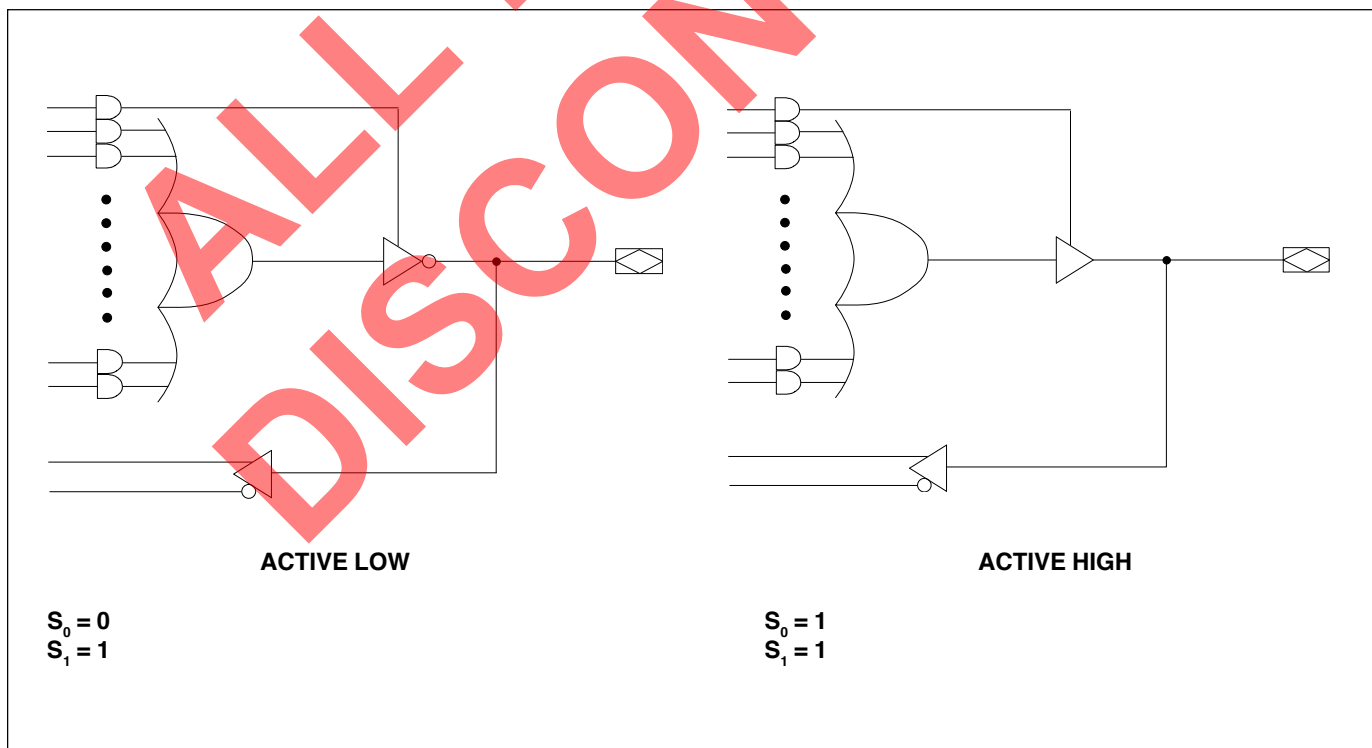 ALL
DISCON
ACTIVE LOW
ACTIVE HIGH
S0 = 0
S1 = 1
S0 = 1
S1 = 1